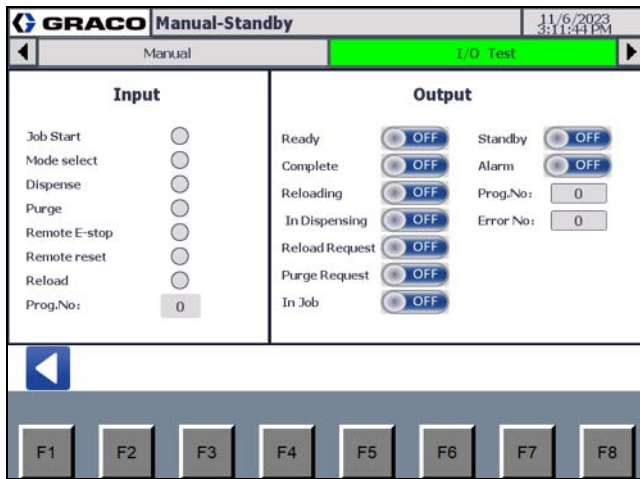 GRACO Manual-Standby 11/6/2023
3:11:44 PM
Manual I/O Test
Input
Job Start
Mode select
Dispense
Purge
Remote E-stop
Remote reset
Reload
Prog.No: 0
Output
Ready OFF
Complete OFF
Reloading OFF
In Dispensing OFF
Reload Request OFF
Purge Request OFF
In Job OFF
Standby OFF
Alarm OFF
Prog.No: 0
Error No: 0
F1 F2 F3 F4 F5 F6 F7 F8